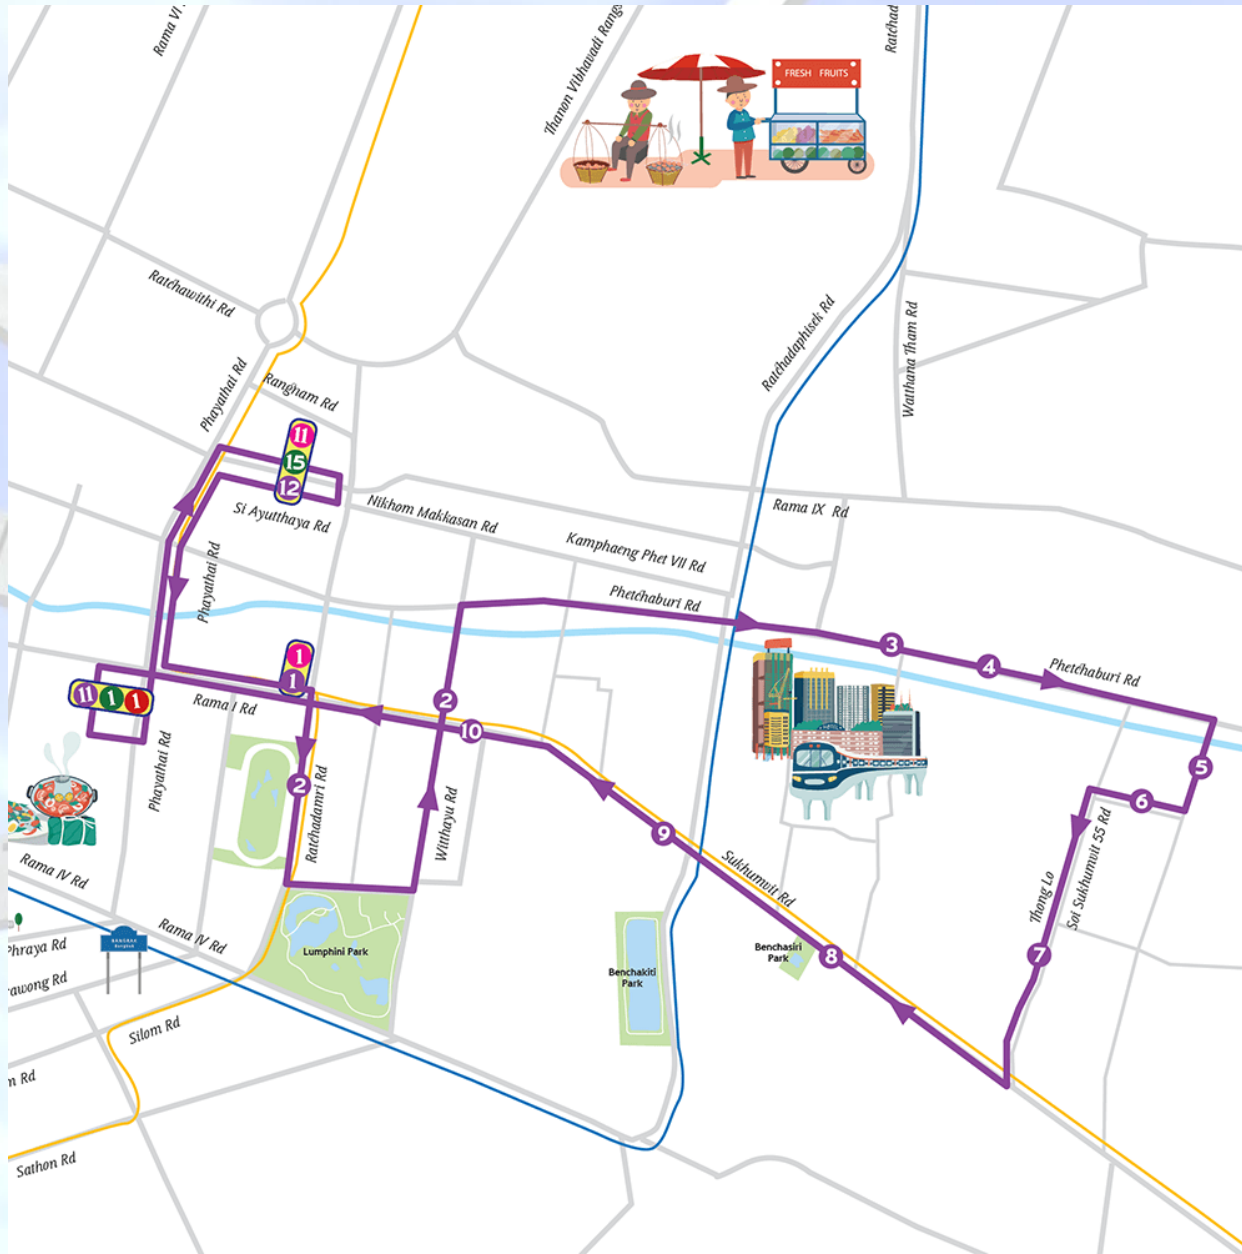 Rama VI
Thanon Vibhavadi Rangs
Ratchad
FRESH FRUITS
Ratchawithi Rd
Phayathai Rd
Rangnam Rd
Ratchadaphisek Rd
Watthana Tham Rd
11
15
12
Si Ayutthaya Rd
Nikhom Makkasan Rd
Kamphaeng Phet VII Rd
Rama IX Rd
Phayathai Rd
Phetchaburi Rd
3
4
Phetchaburi Rd
1
1
11 1 1
Rama I Rd
2
10
5
6
Phayathai Rd
2
Ratchadamri Rd
Witthayu Rd
9
Sukhumvit Rd
Soi Sukhumvit 55 Rd
Thong Lo
7
8
Rama IV Rd
Rama IV Rd
Phraya Rd
rawong Rd
Lumphini Park
Benchasiri
Park
Benchakiti
Park
Silom Rd
m Rd
Sathon Rd